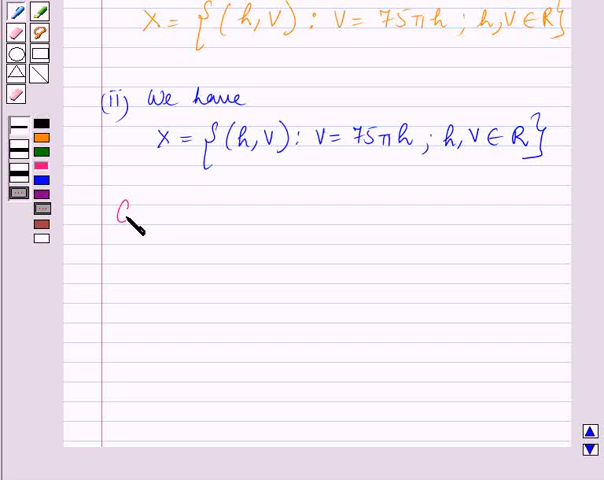 X = {(h, V) : V = 75πh ; h, V ∈ R}
(ii) We have
X = {(h, V) : V = 75πh ; h, V ∈ R}
(